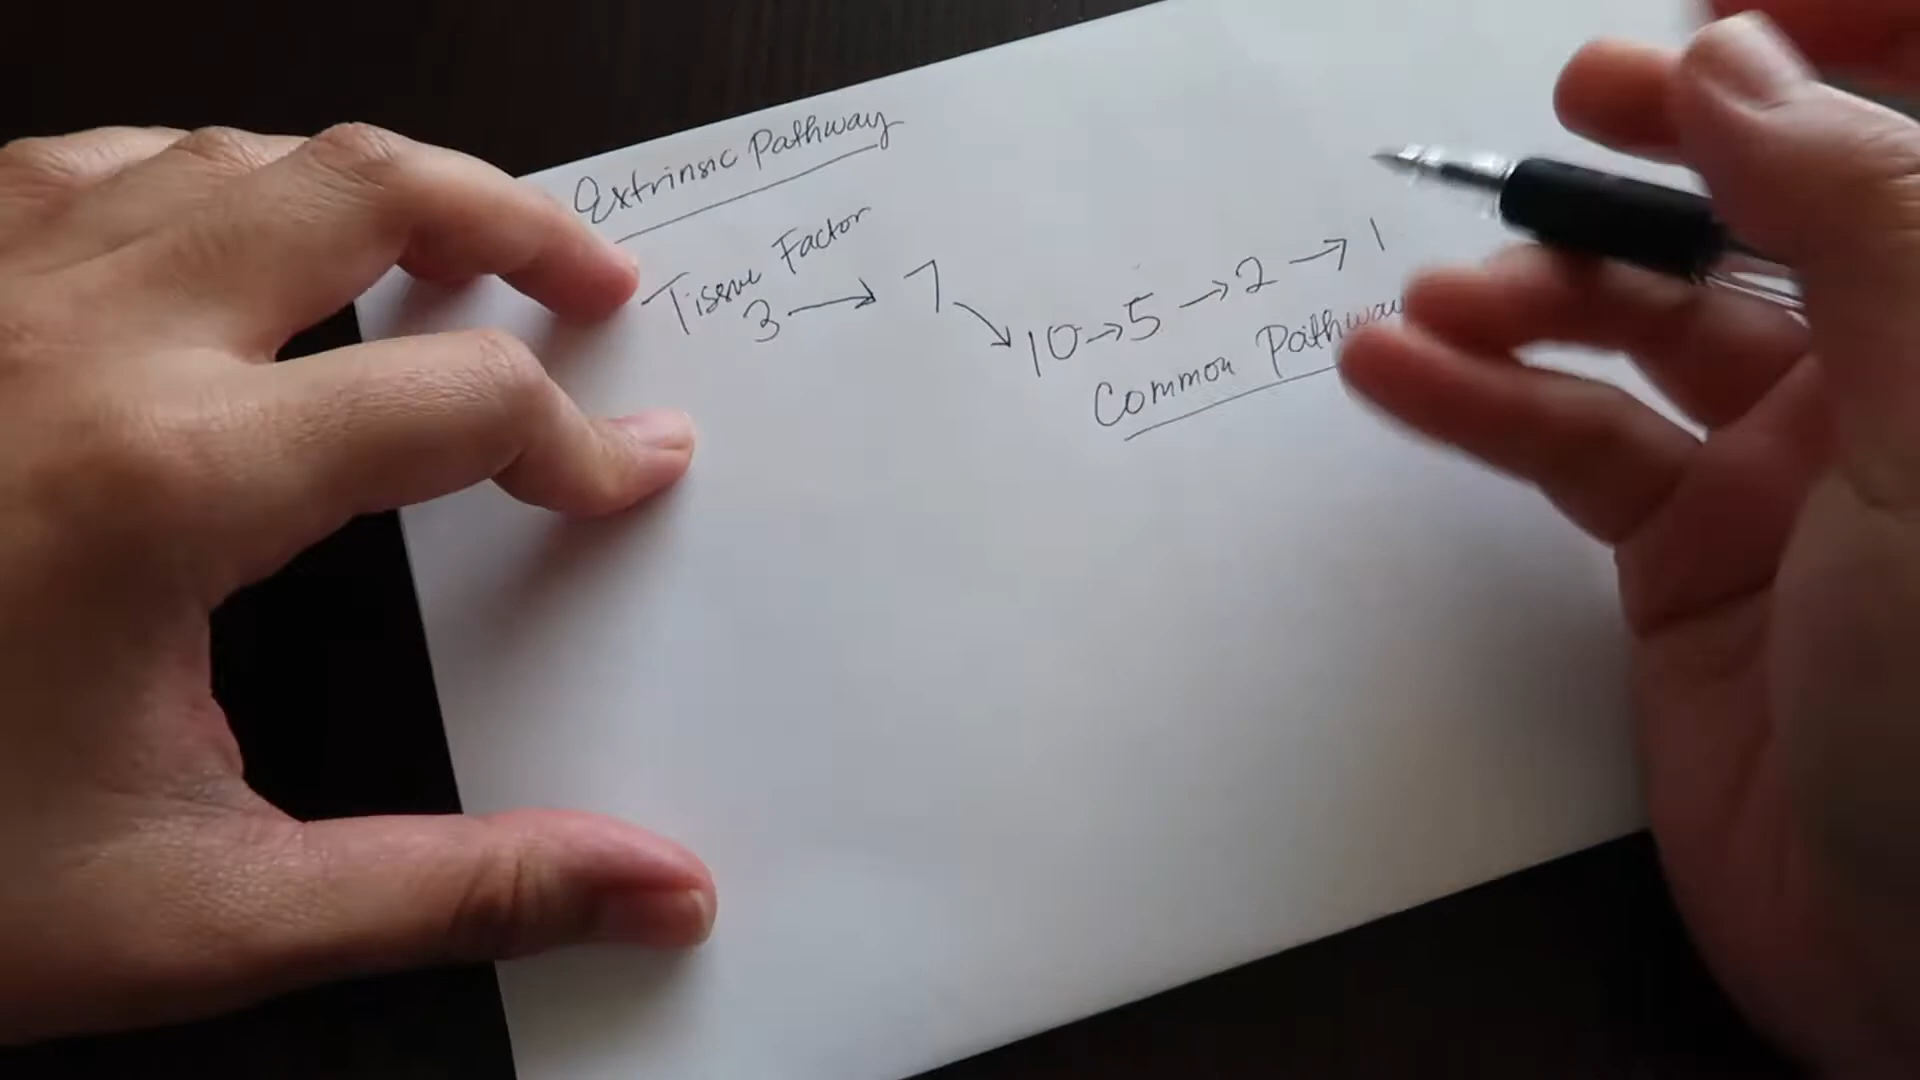 Extrinsic Pathway
Tissue Factor
3 → 7
10 → 5 → 2 → 1
Common Pathway